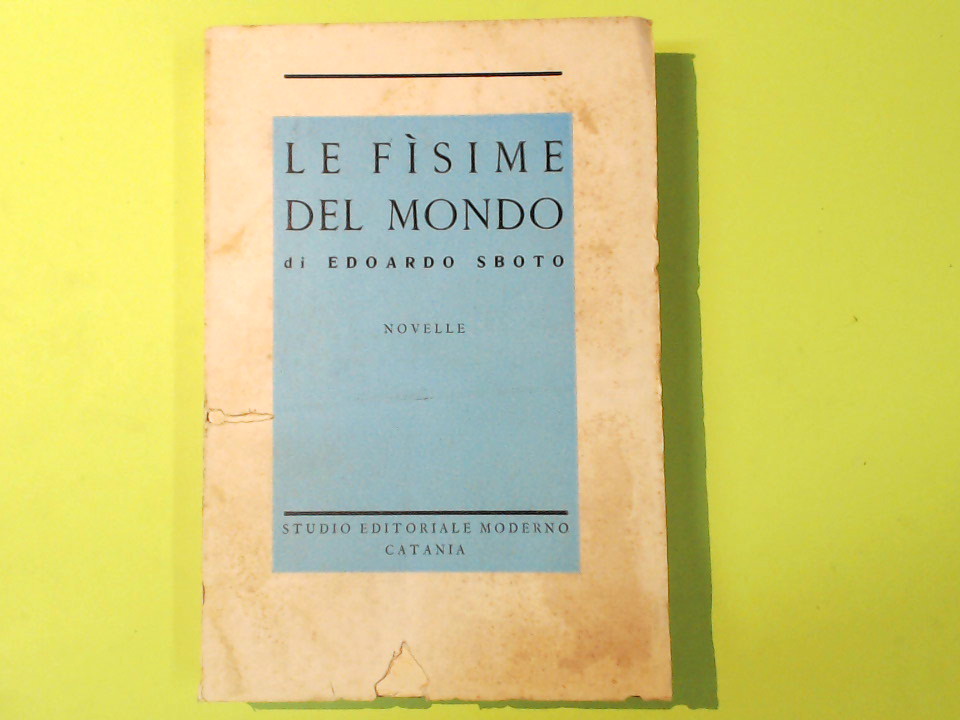 LE FÌSIME
DEL MONDO
di EDOARDO SBOTO
NOVELLE
STUDIO EDITORIALE MODERNO
CATANIA